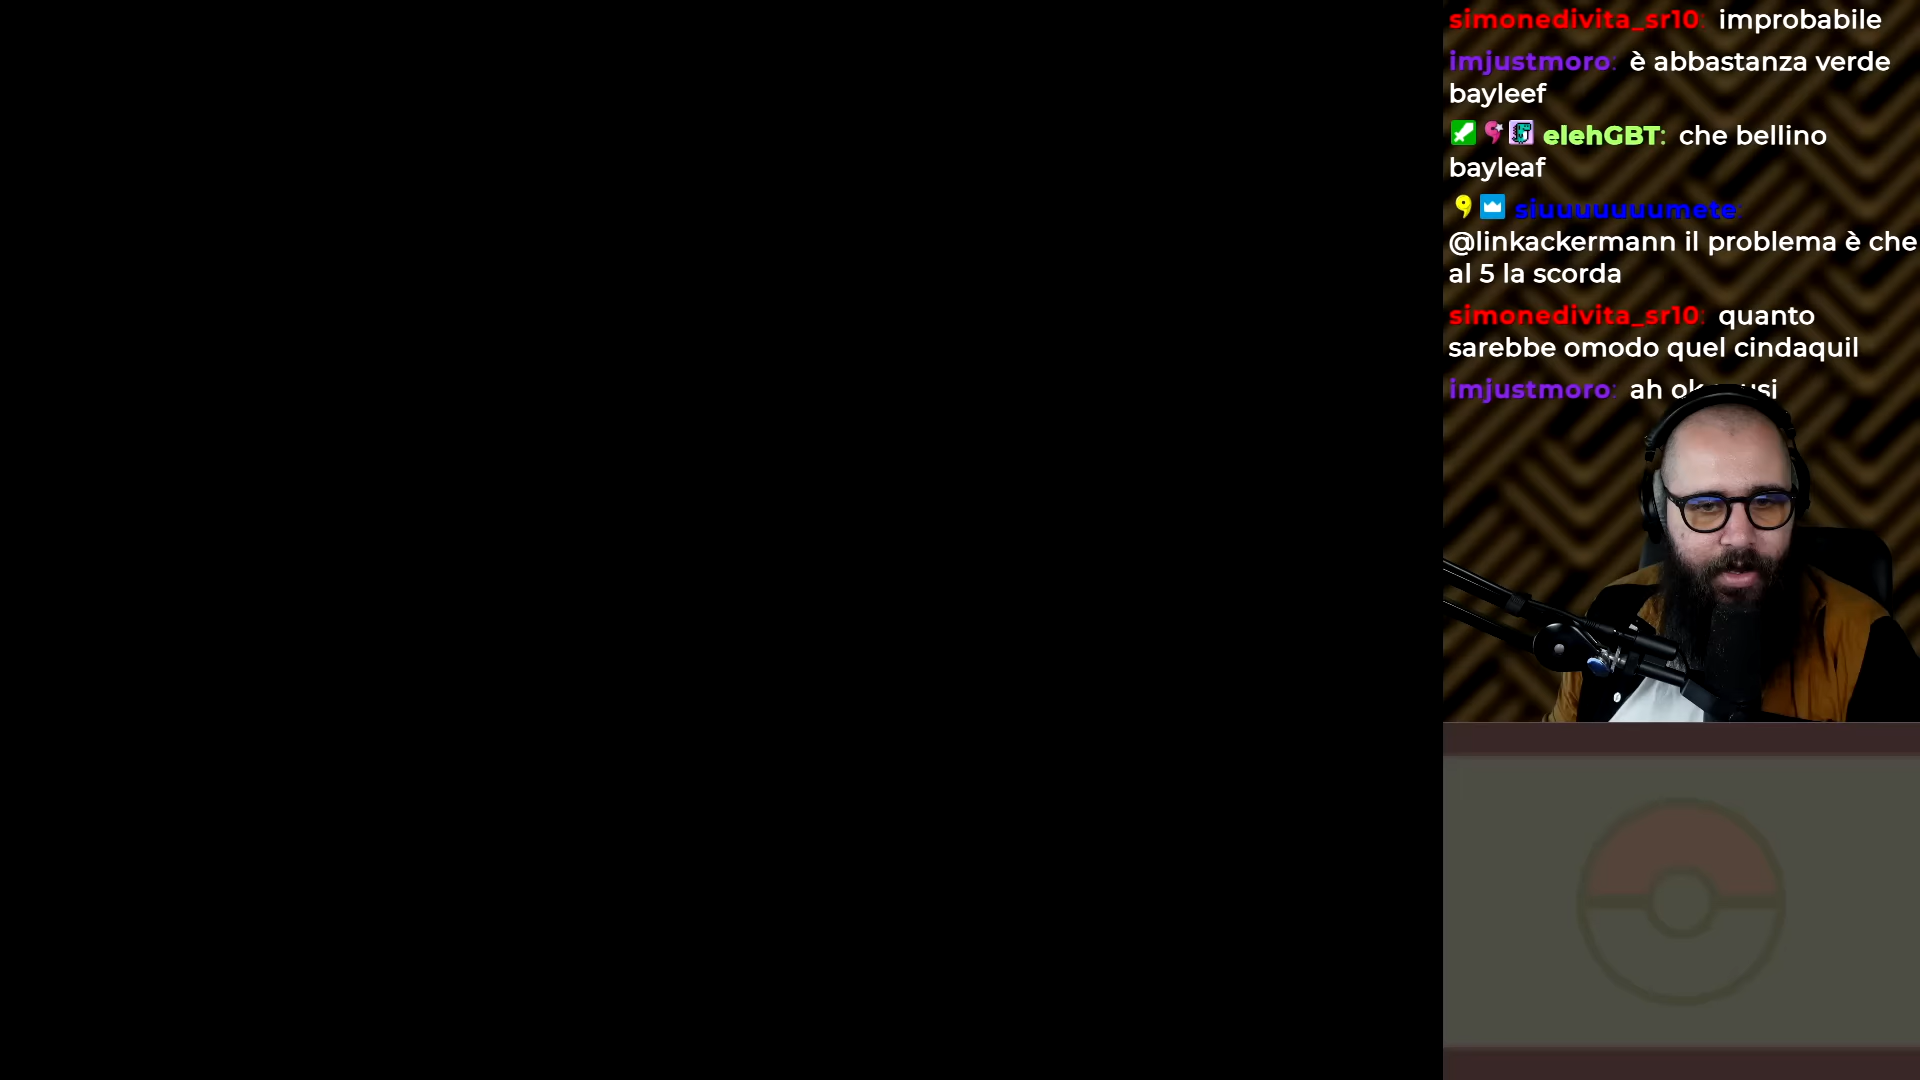 simonedivita_sr10: improbabile
imjustmoro: è abbastanza verde
bayleef
elehGBT: che bellino
bayleaf
siuuuuuuumete:
@linkackermann il problema è che
al 5 la scorda
simonedivita_sr10: quanto
sarebbe omodo quel cindaquil
imjustmoro: ah ok